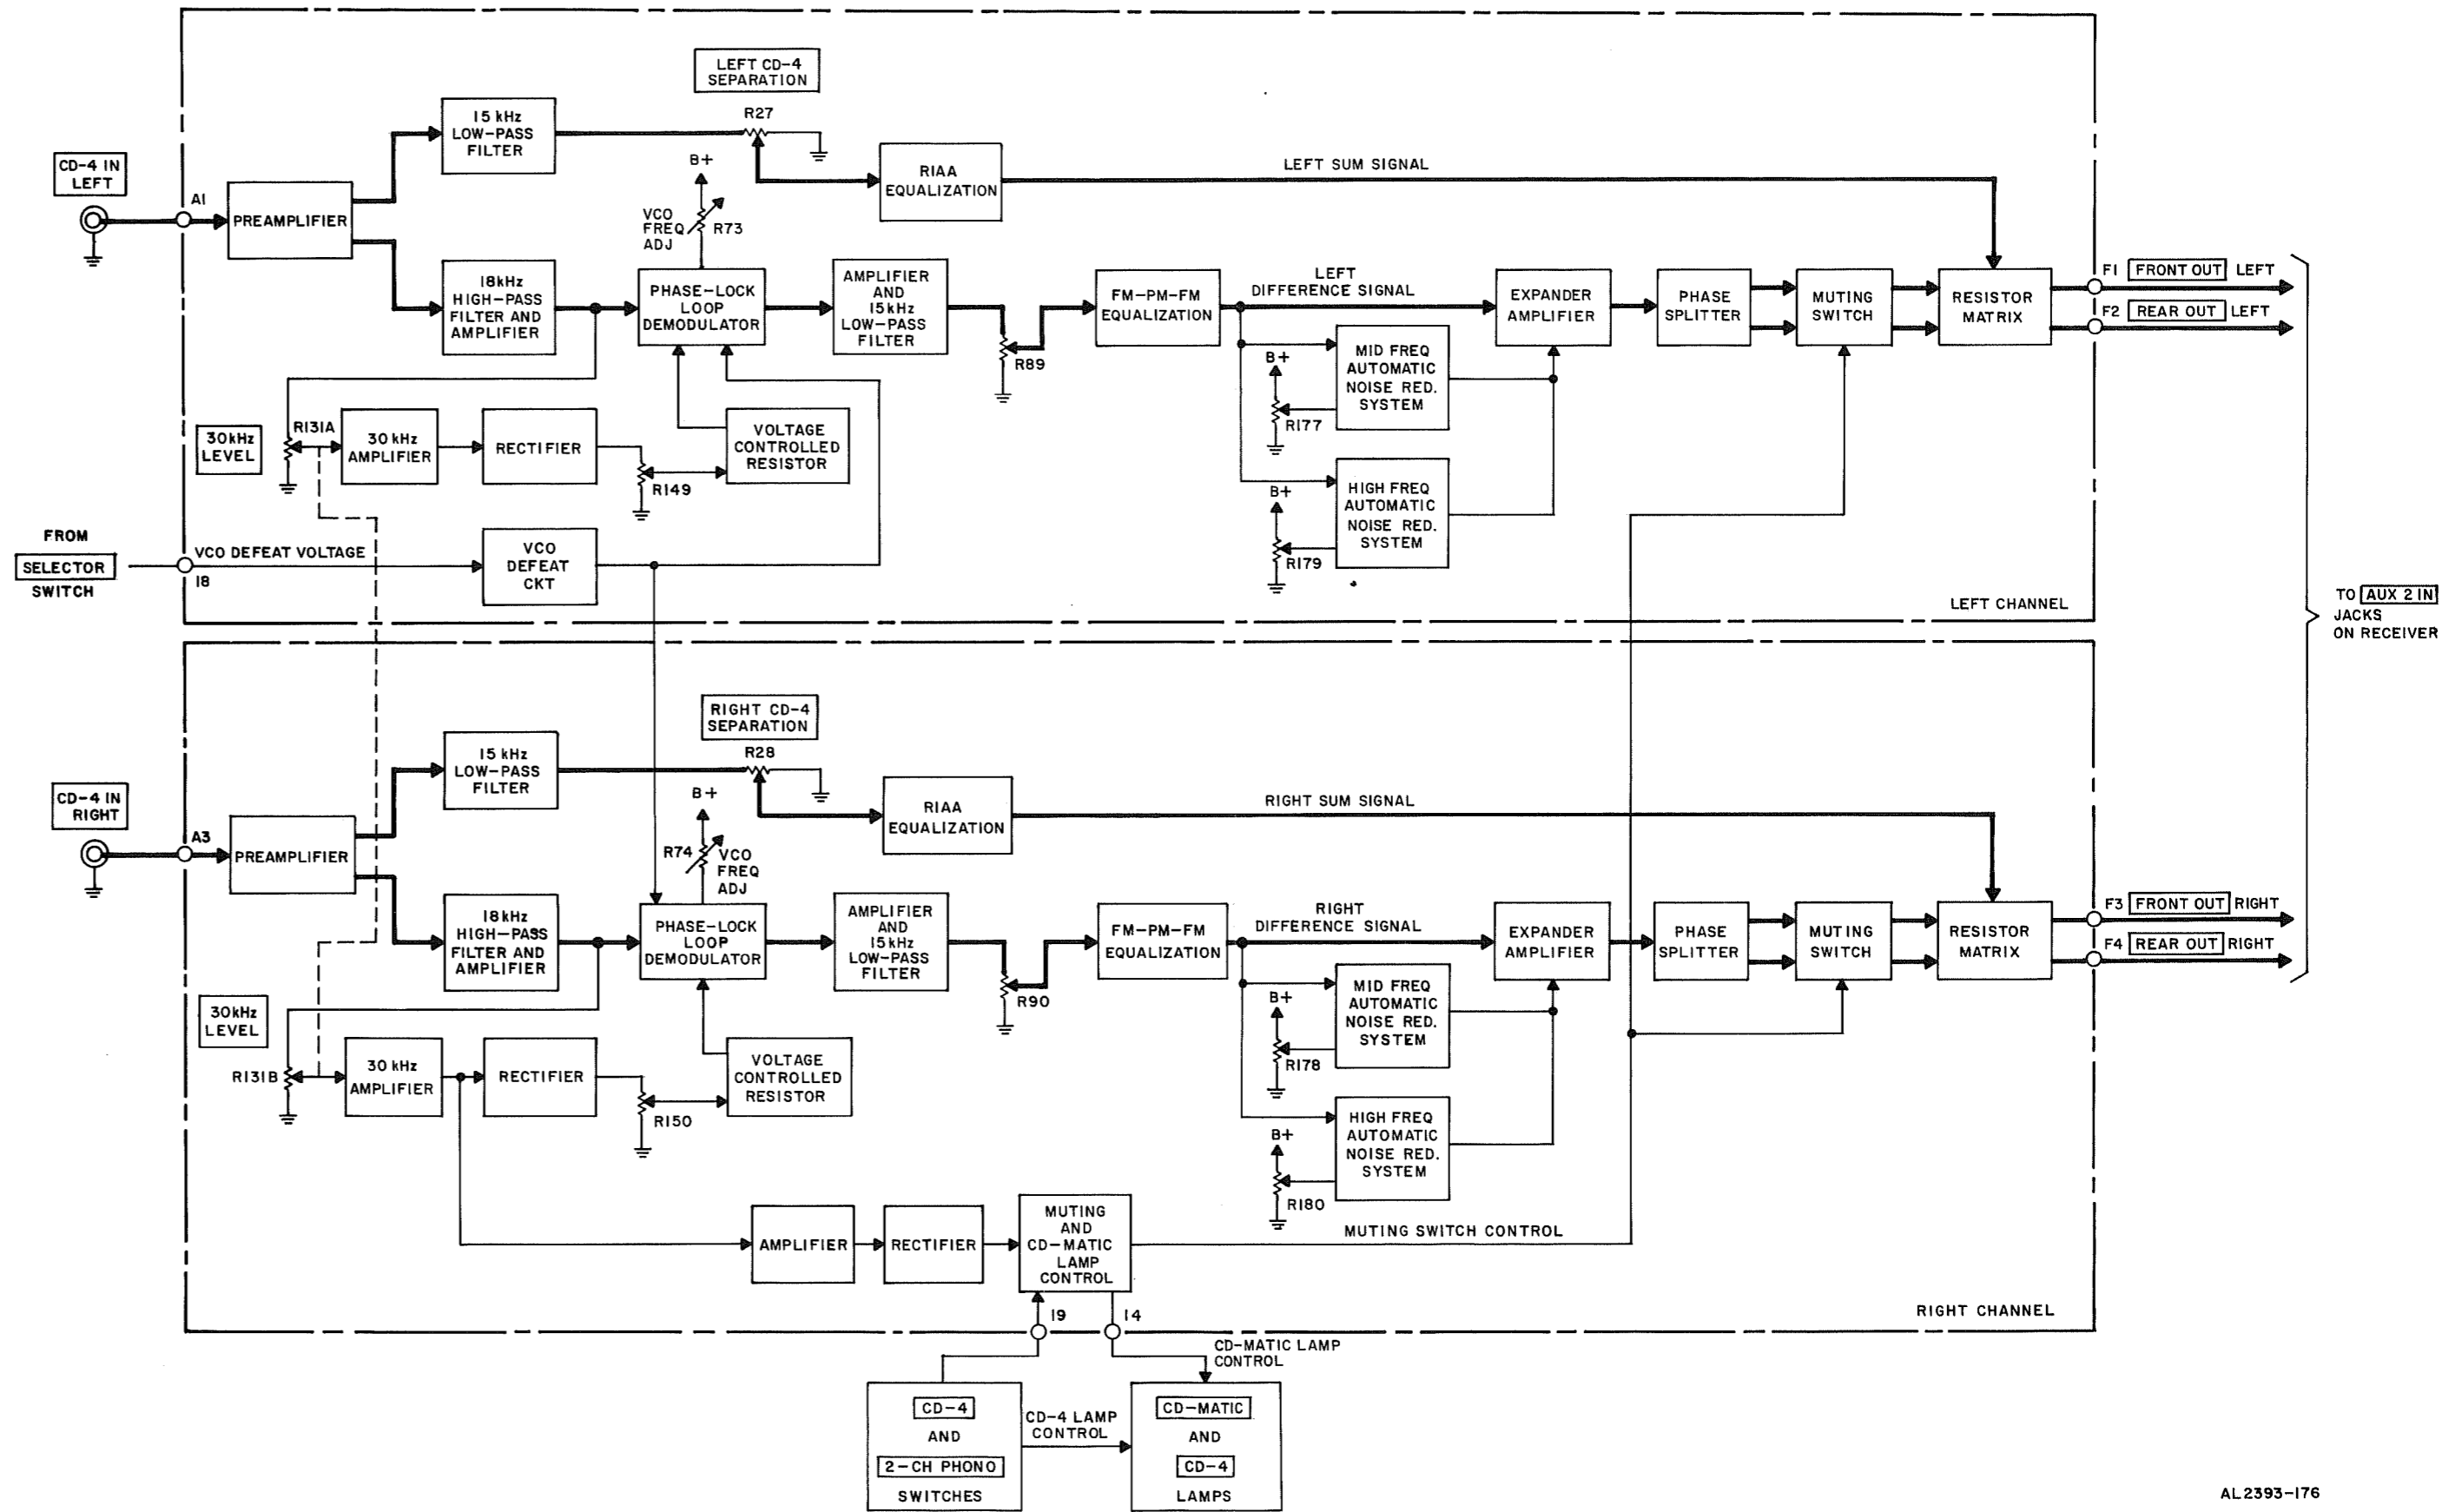 LEFT CD-4
SEPARATION
R27
15 kHz
LOW-PASS
FILTER
CD-4 IN
LEFT
A1
PREAMPLIFIER
B+
VCO
FREQ
ADJ
R73
RIAA
EQUALIZATION
LEFT SUM SIGNAL
18kHz
HIGH-PASS
FILTER AND
AMPLIFIER
PHASE-LOCK
LOOP
DEMODULATOR
AMPLIFIER
AND
15kHz
LOW-PASS
FILTER
R89
FM-PM-FM
EQUALIZATION
LEFT
DIFFERENCE SIGNAL
EXPANDER
AMPLIFIER
PHASE
SPLITTER
MUTING
SWITCH
RESISTOR
MATRIX
F1 FRONT OUT LEFT
F2 REAR OUT LEFT
B+
R177
MID FREQ
AUTOMATIC
NOISE RED.
SYSTEM
30kHz
LEVEL
R131A
30 kHz
AMPLIFIER
RECTIFIER
R149
VOLTAGE
CONTROLLED
RESISTOR
B+
R179
HIGH FREQ
AUTOMATIC
NOISE RED.
SYSTEM
FROM
SELECTOR
SWITCH
VCO DEFEAT VOLTAGE
18
VCO
DEFEAT
CKT
LEFT CHANNEL
TO AUX 2 IN
JACKS
ON RECEIVER
RIGHT CD-4
SEPARATION
R28
15 kHz
LOW-PASS
FILTER
CD-4 IN
RIGHT
A3
PREAMPLIFIER
B+
R74
VCO
FREQ
ADJ
RIAA
EQUALIZATION
RIGHT SUM SIGNAL
18kHz
HIGH-PASS
FILTER AND
AMPLIFIER
PHASE-LOCK
LOOP
DEMODULATOR
AMPLIFIER
AND
15kHz
LOW-PASS
FILTER
R90
FM-PM-FM
EQUALIZATION
RIGHT
DIFFERENCE SIGNAL
EXPANDER
AMPLIFIER
PHASE
SPLITTER
MUTING
SWITCH
RESISTOR
MATRIX
F3 FRONT OUT RIGHT
F4 REAR OUT RIGHT
B+
R178
MID FREQ
AUTOMATIC
NOISE RED.
SYSTEM
30kHz
LEVEL
R131B
30 kHz
AMPLIFIER
RECTIFIER
R150
VOLTAGE
CONTROLLED
RESISTOR
B+
R180
HIGH FREQ
AUTOMATIC
NOISE RED.
SYSTEM
AMPLIFIER
RECTIFIER
MUTING
AND
CD-MATIC
LAMP
CONTROL
MUTING SWITCH CONTROL
RIGHT CHANNEL
19
14
CD-MATIC LAMP
CONTROL
CD-4
AND
2-CH PHONO
SWITCHES
CD-4 LAMP
CONTROL
CD-MATIC
AND
CD-4
LAMPS
AL2393-176